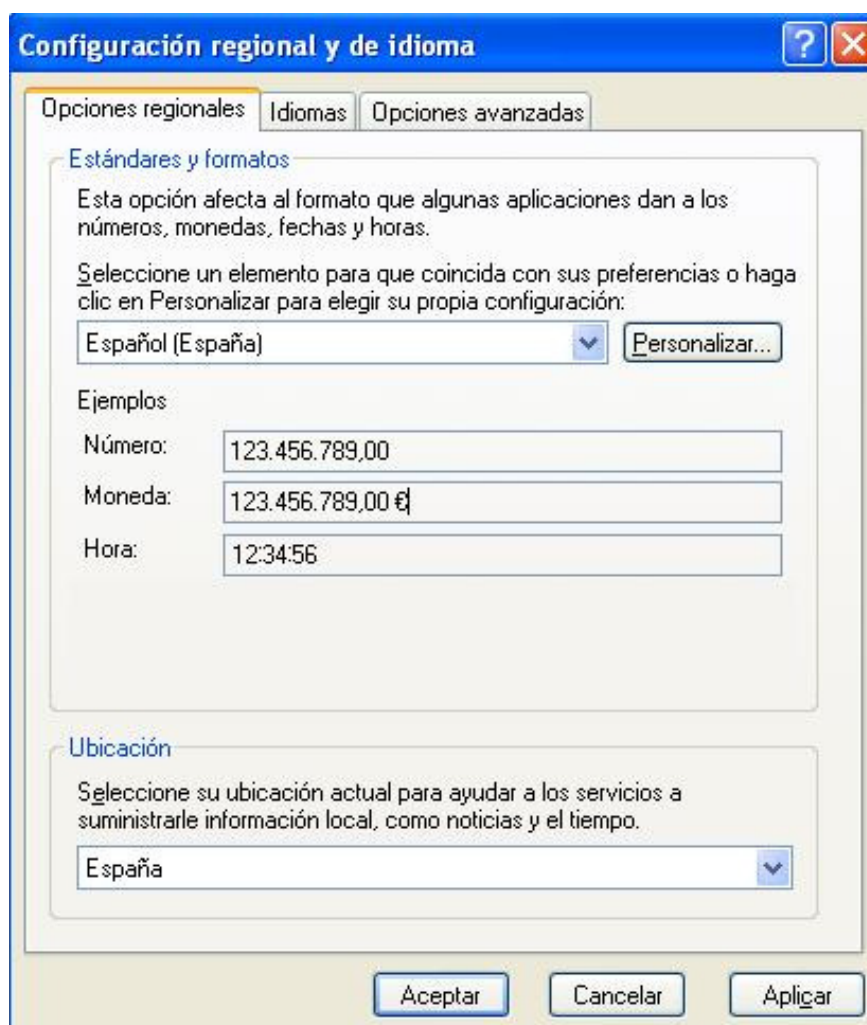 Configuración regional y de idioma
Opciones regionales Idiomas Opciones avanzadas
Estándares y formatos
Esta opción afecta al formato que algunas aplicaciones dan a los
números, monedas, fechas y horas.
Seleccione un elemento para que coincida con sus preferencias o haga
clic en Personalizar para elegir su propia configuración:
Español (España) Personalizar...
Ejemplos
Número: 123.456.789,00
Moneda: 123.456.789,00 €
Hora: 12:34:56
Ubicación
Seleccione su ubicación actual para ayudar a los servicios a
suministrarle información local, como noticias y el tiempo.
España
Aceptar Cancelar Aplicar